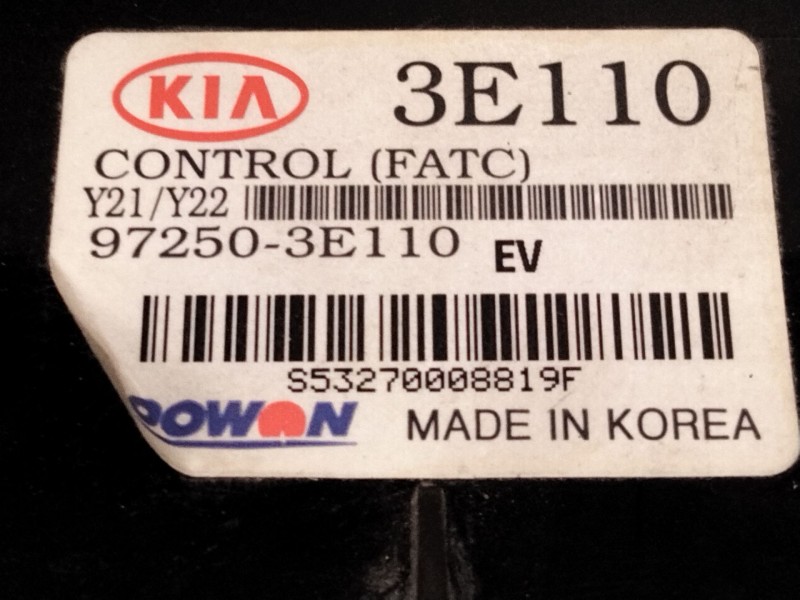 KIA 3E110
CONTROL (FATC)
Y21/Y22
97250-3E110 EV
S53270008819F
DOWON MADE IN KOREA